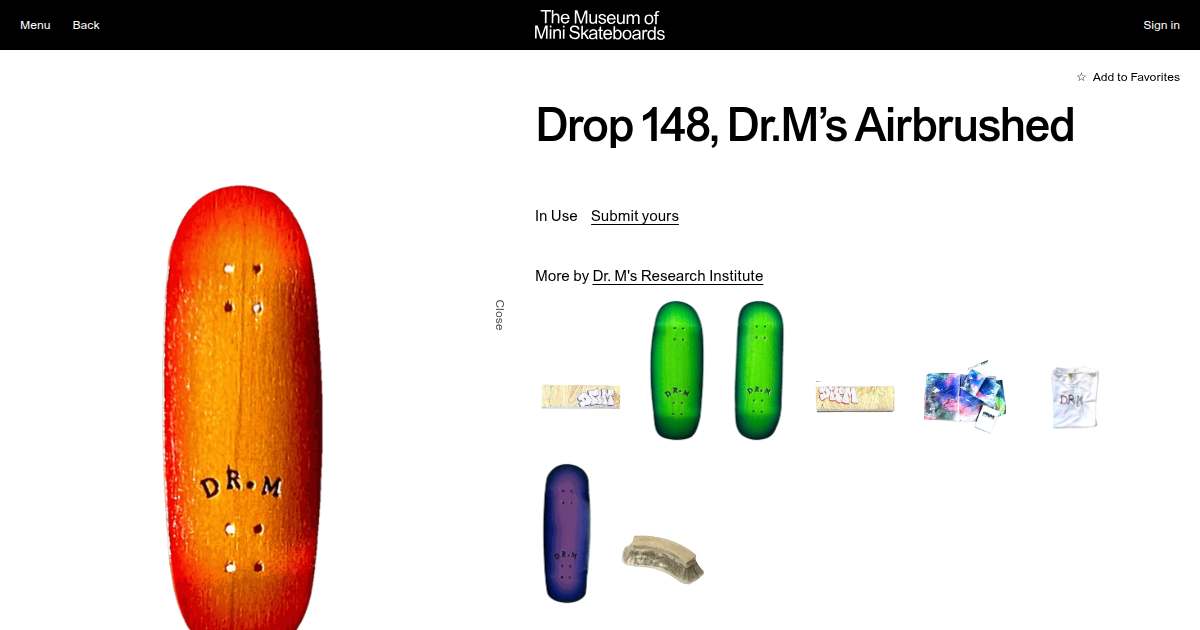 Menu
Back
The Museum of
Mini Skateboards
Sign in
☆ Add to Favorites
Drop 148, Dr.M’s Airbrushed
In Use
Submit yours
More by Dr. M's Research Institute
Close
DR•M
DR•M
DR•M
DRM
DR•M